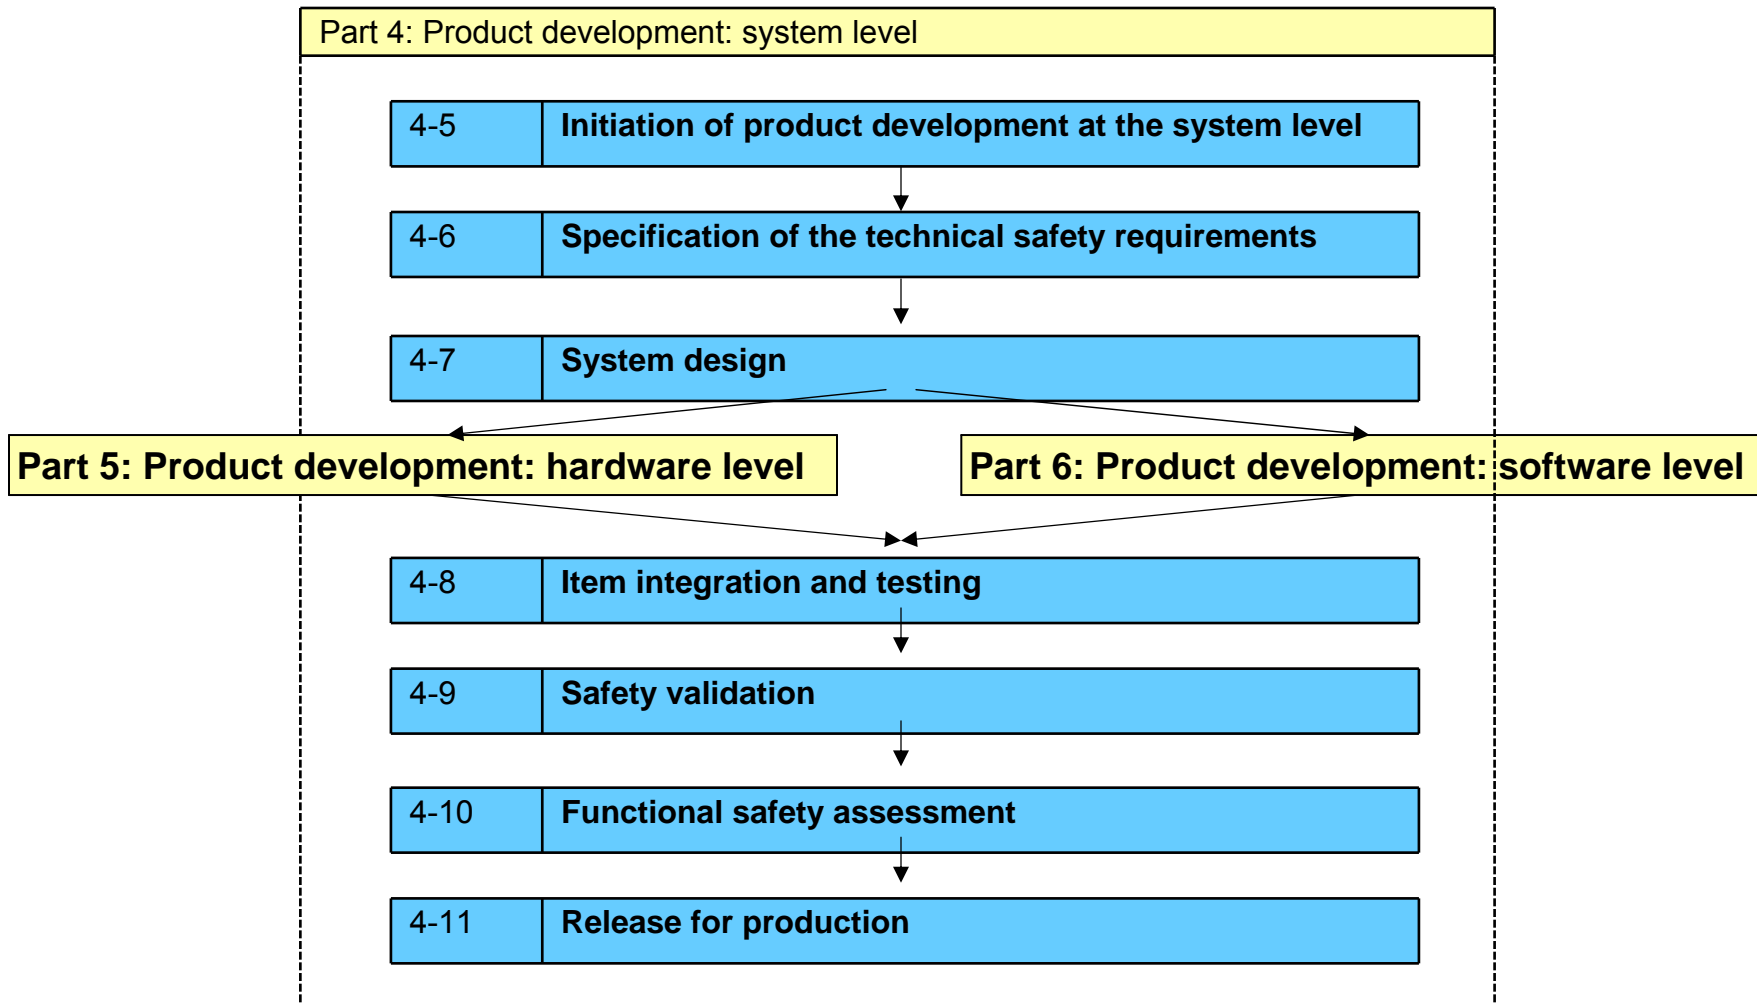 Part 4: Product development: system level
4-5 Initiation of product development at the system level
4-6 Specification of the technical safety requirements
4-7 System design
Part 5: Product development: hardware level
Part 6: Product development: software level
4-8 Item integration and testing
4-9 Safety validation
4-10 Functional safety assessment
4-11 Release for production